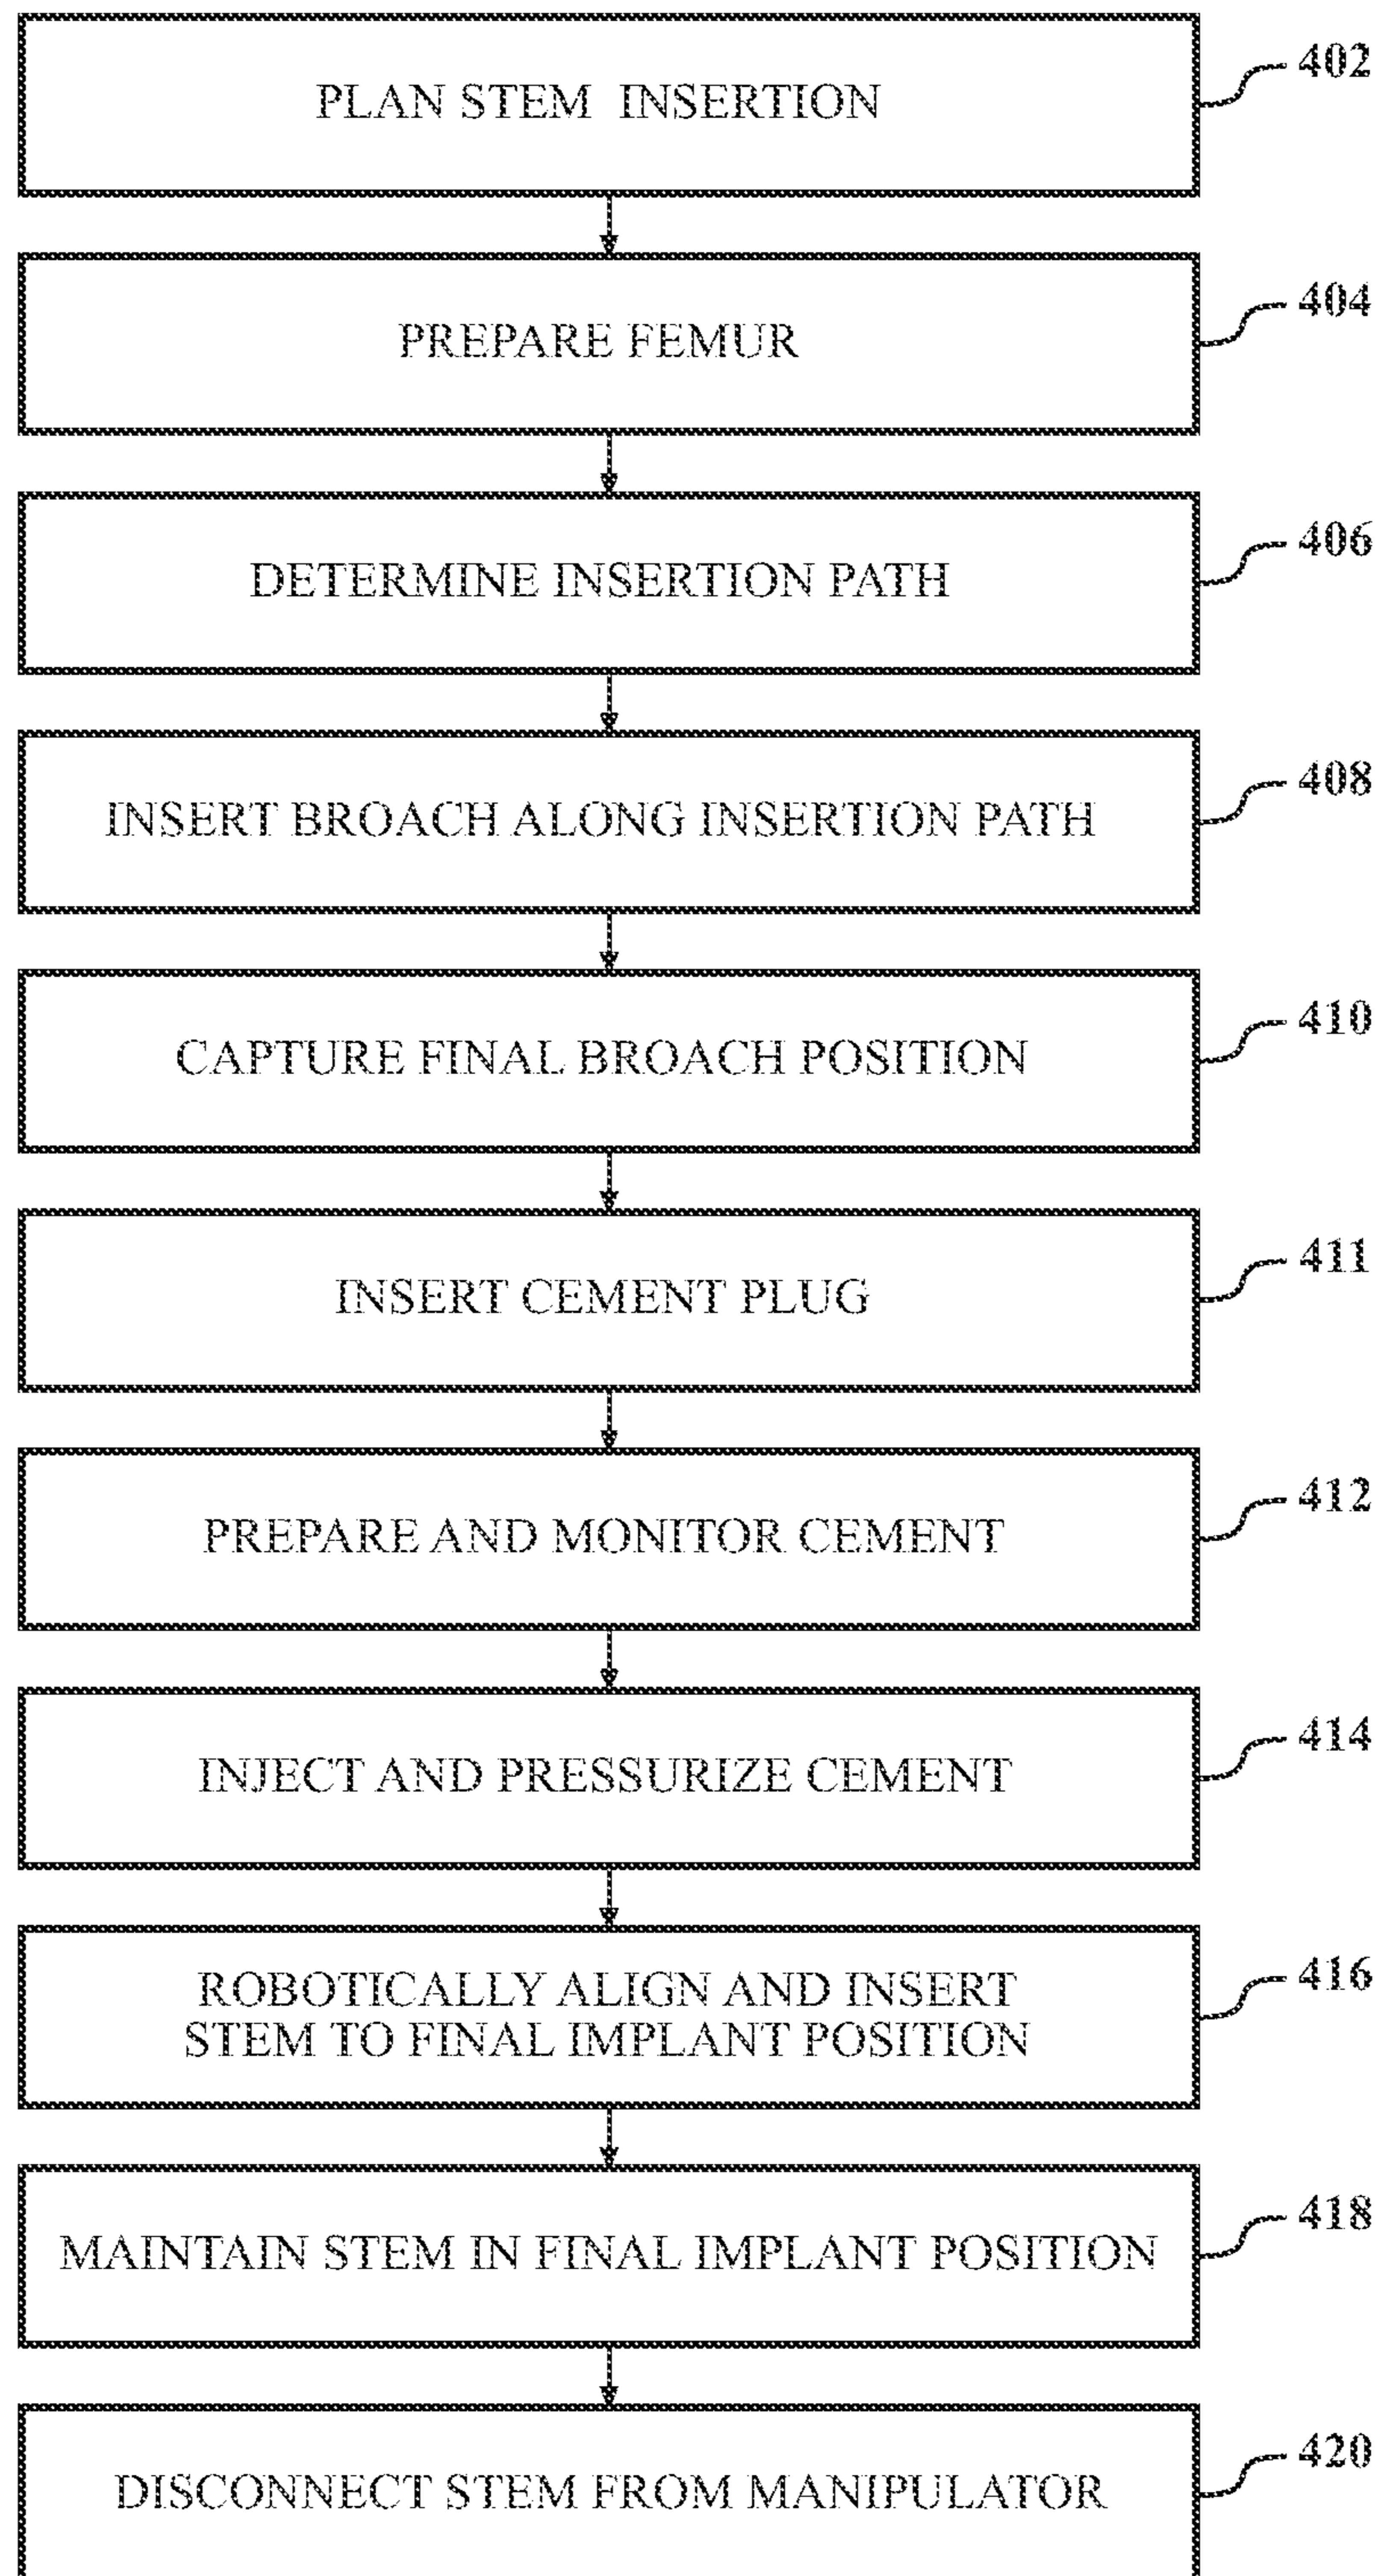 PLAN STEM INSERTION
402
PREPARE FEMUR
404
DETERMINE INSERTION PATH
406
INSERT BROACH ALONG INSERTION PATH
408
CAPTURE FINAL BROACH POSITION
410
INSERT CEMENT PLUG
411
PREPARE AND MONITOR CEMENT
412
INJECT AND PRESSURIZE CEMENT
414
ROBOTICALLY ALIGN AND INSERT
STEM TO FINAL IMPLANT POSITION
416
MAINTAIN STEM IN FINAL IMPLANT POSITION
418
DISCONNECT STEM FROM MANIPULATOR
420